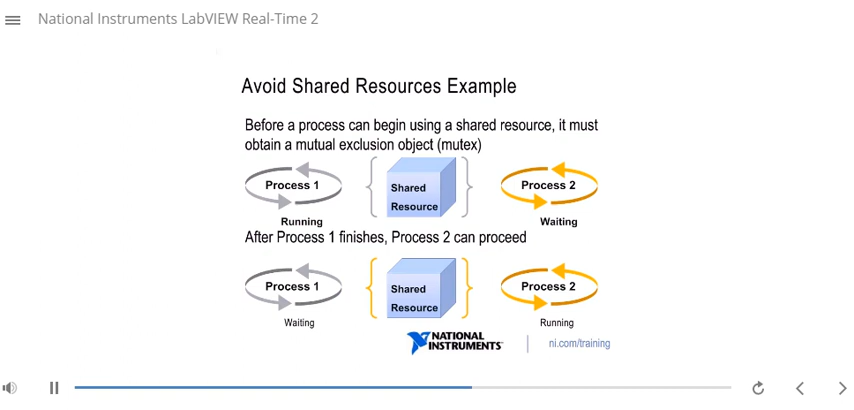 National Instruments LabVIEW Real-Time 2
Avoid Shared Resources Example
Before a process can begin using a shared resource, it must
obtain a mutual exclusion object (mutex)
Process 1
Shared
Resource
Process 2
Running
Waiting
After Process 1 finishes, Process 2 can proceed
Process 1
Shared
Resource
Process 2
Waiting
Running
NATIONAL
INSTRUMENTS
ni.com/training